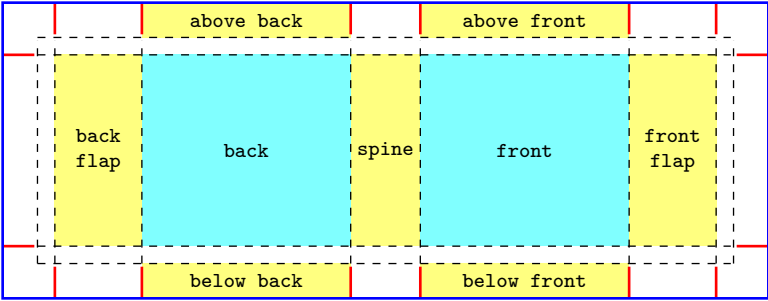 above back
above front
back
flap
back
spine
front
front
flap
below back
below front